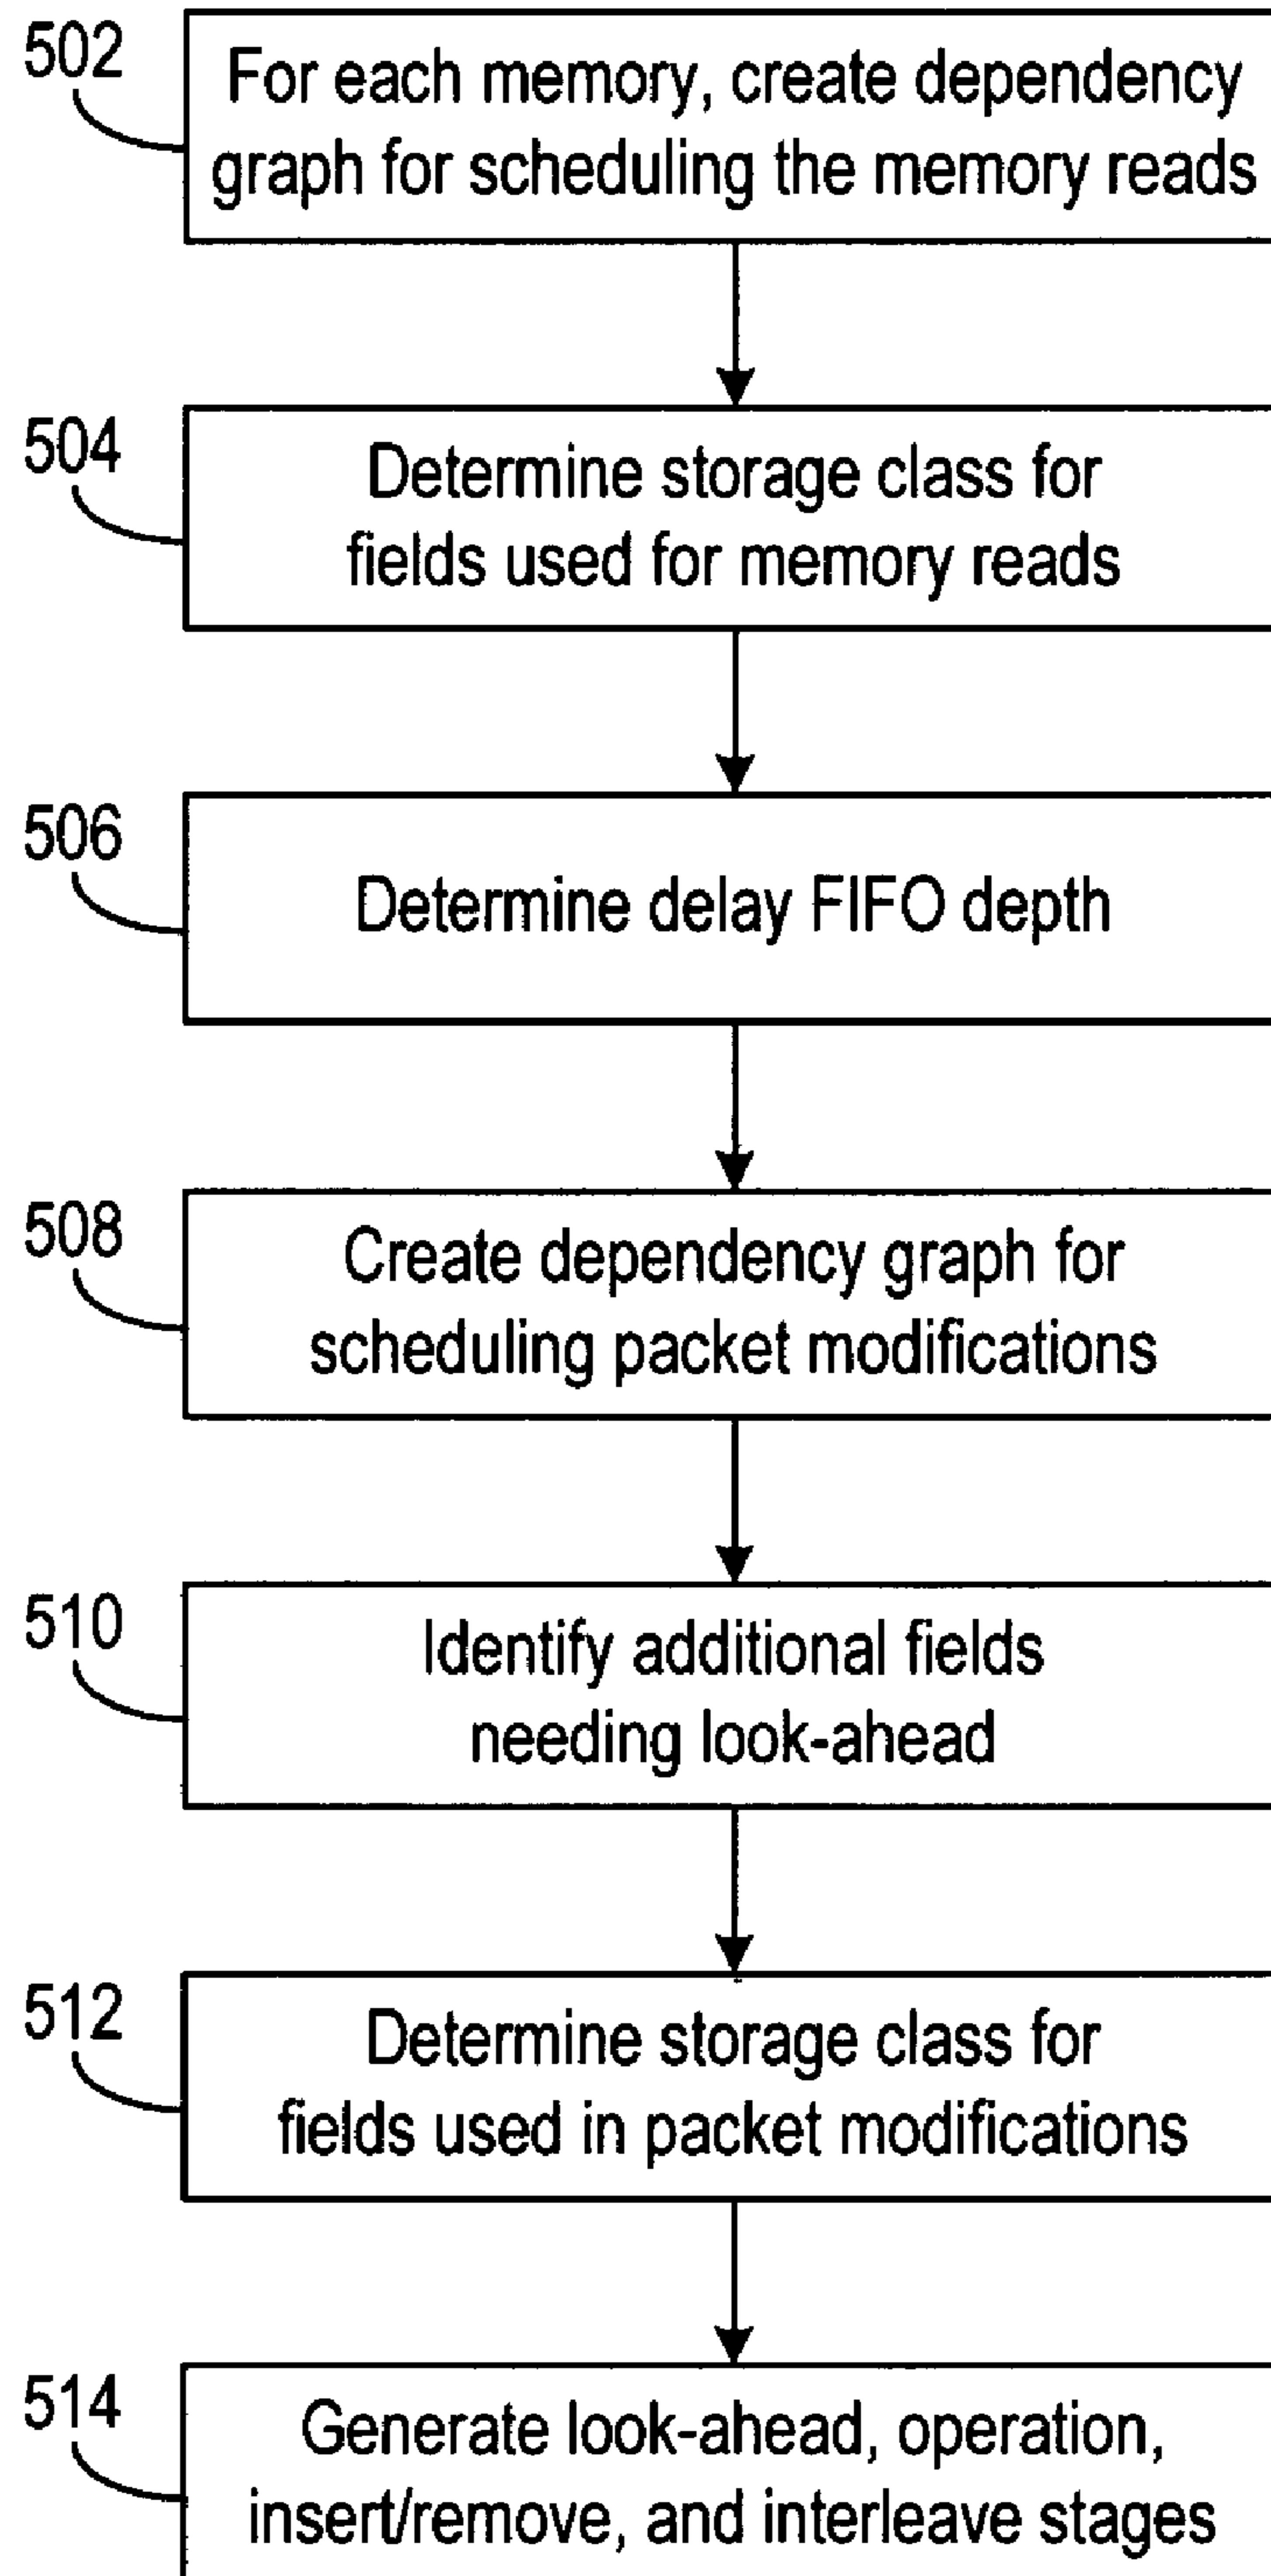 502
For each memory, create dependency
graph for scheduling the memory reads
504
Determine storage class for
fields used for memory reads
506
Determine delay FIFO depth
508
Create dependency graph for
scheduling packet modifications
510
Identify additional fields
needing look-ahead
512
Determine storage class for
fields used in packet modifications
514
Generate look-ahead, operation,
insert/remove, and interleave stages